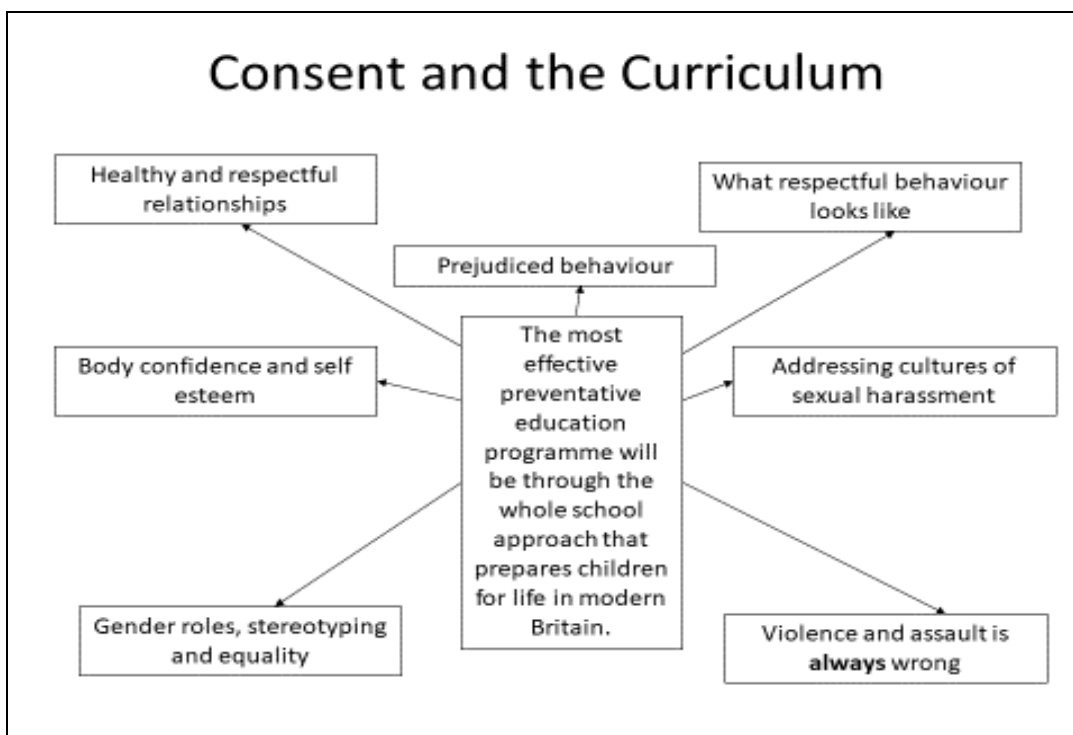 Consent and the Curriculum
Healthy and respectful
relationships
What respectful behaviour
looks like
Prejudiced behaviour
The most
effective
preventative
education
programme will
be through the
whole school
approach that
prepares children
for life in modern
Britain.
Body confidence and self
esteem
Addressing cultures of
sexual harassment
Gender roles, stereotyping
and equality
Violence and assault is
always wrong